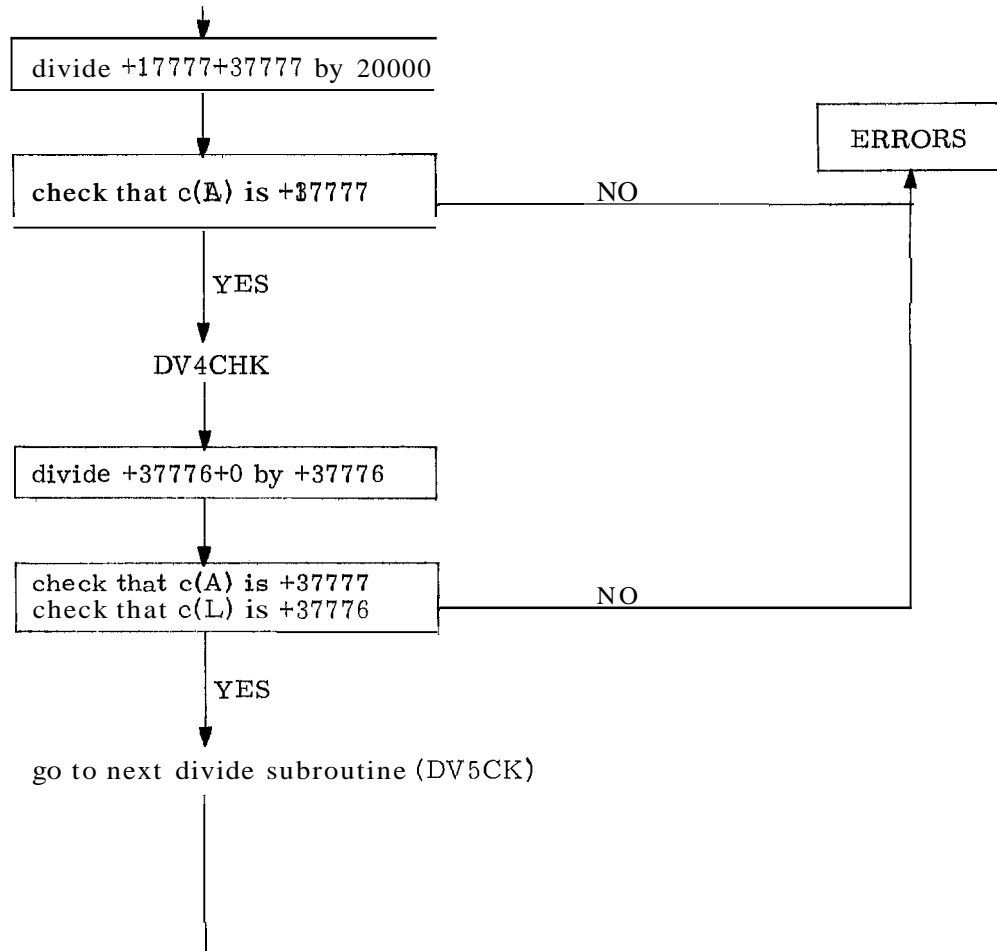 divide +17777+37777 by 20000
ERRORS
check that c( ) is 37777
NO
YES
DV4CHK
divide +37776+0 by +37776
check that c(A) is +37777
check that c(L) is +37776
NO
YES
go to next divide subroutine (DV5CK)